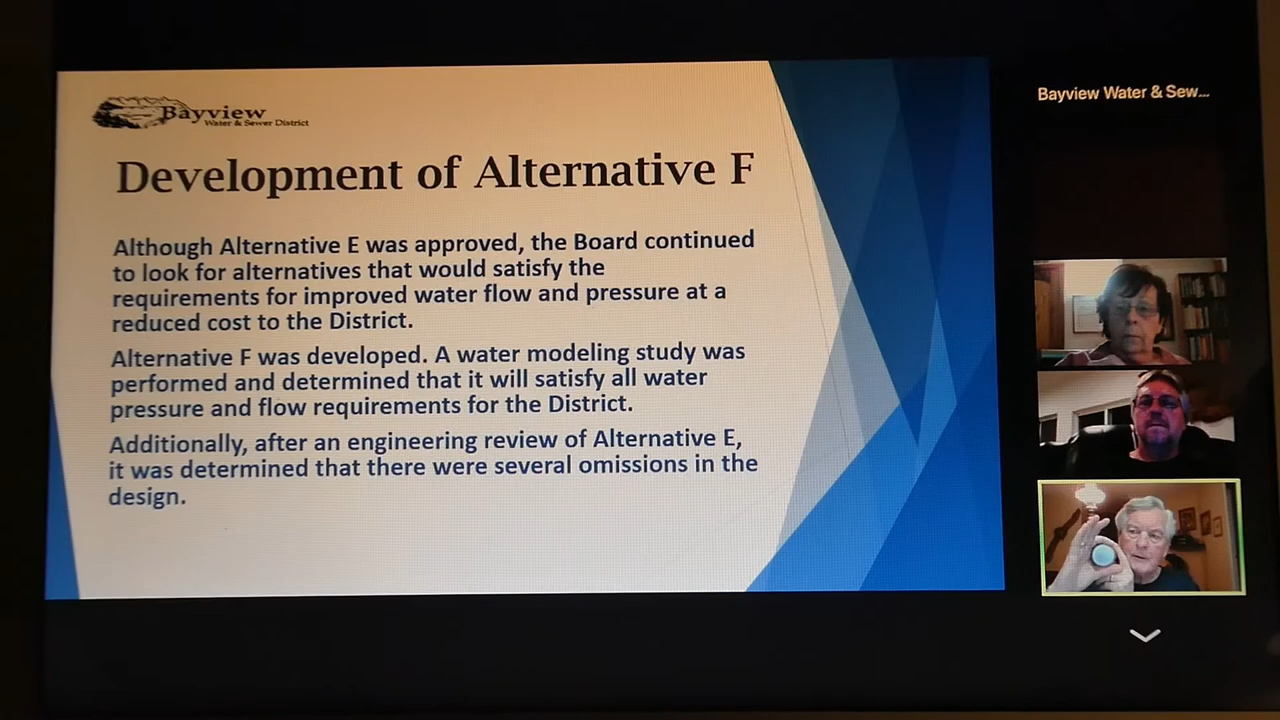 Bayview Water & Sew...
Bayview
Water & Sewer District
Development of Alternative F
Although Alternative E was approved, the Board continued
to look for alternatives that would satisfy the
requirements for improved water flow and pressure at a
reduced cost to the District.
Alternative F was developed. A water modeling study was
performed and determined that it will satisfy all water
pressure and flow requirements for the District.
Additionally, after an engineering review of Alternative E,
it was determined that there were several omissions in the
design.